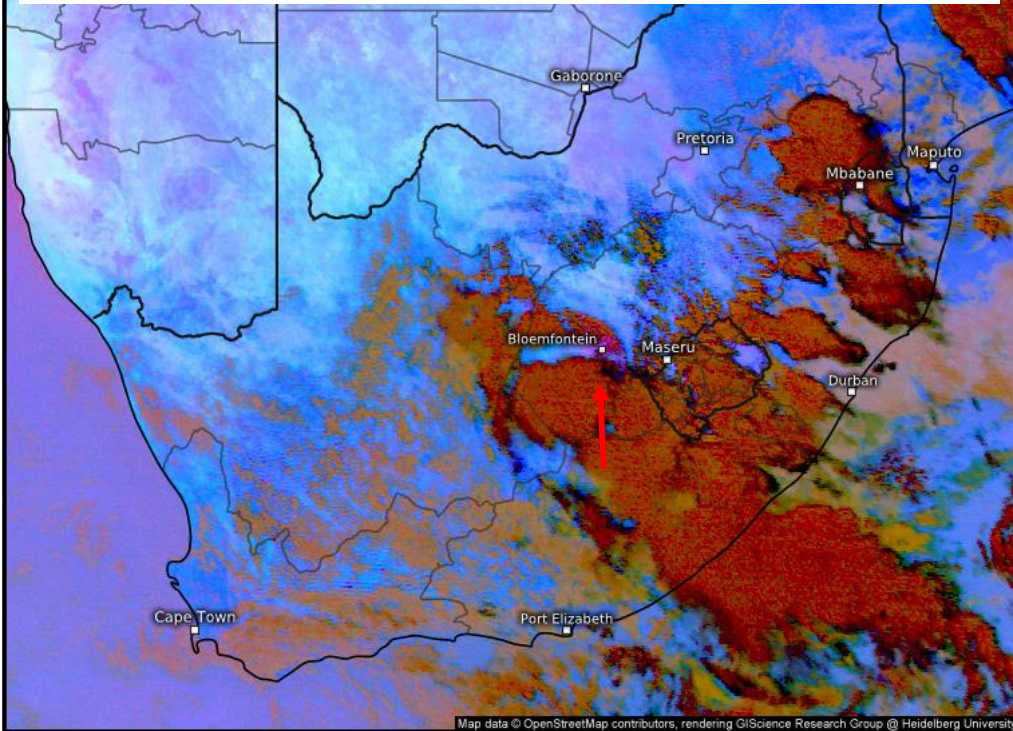 Gaborone
Pretoria
Maputo
Mbabane
Bloemfontein
Maseru
Durban
Cape Town
Port Elizabeth
Map data © OpenStreetMap contributors, rendering GIScience Research Group @ Heidelberg University